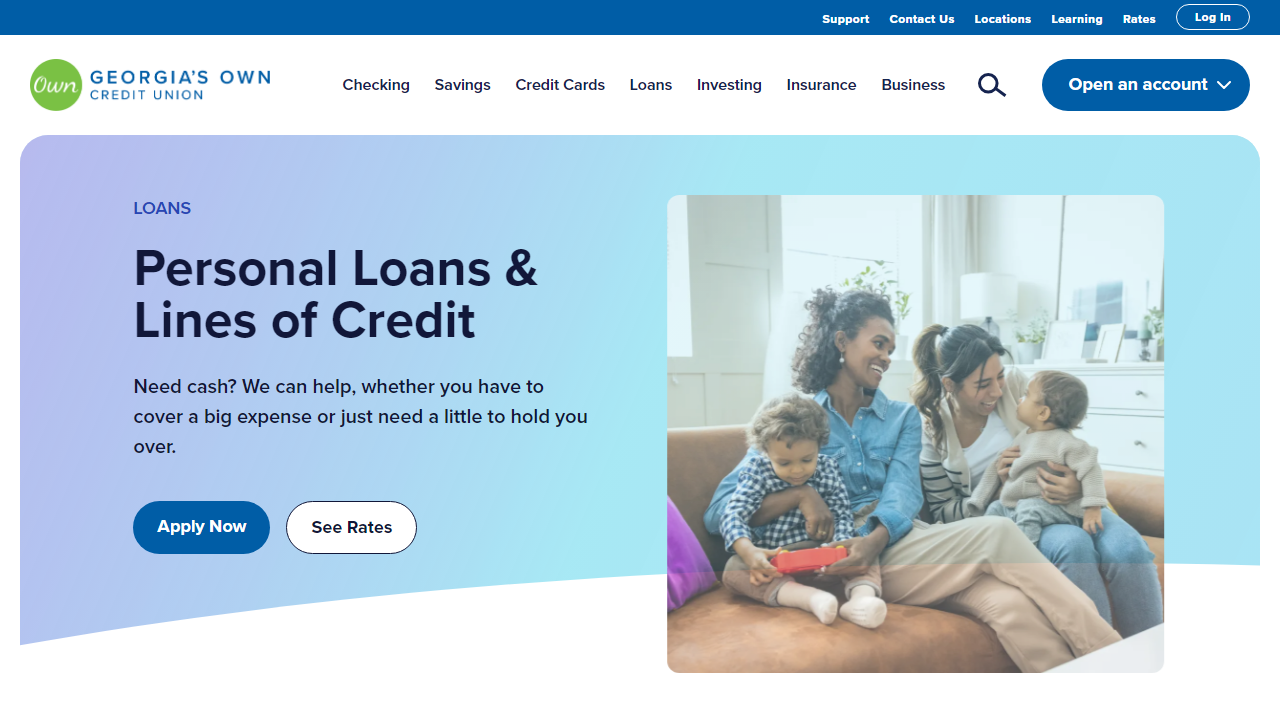 Support Contact Us Locations Learning Rates Log In
Own GEORGIA'S OWN
CREDIT UNION
Checking Savings Credit Cards Loans Investing Insurance Business Open an account
LOANS
Personal Loans &
Lines of Credit
Need cash? We can help, whether you have to
cover a big expense or just need a little to hold you
over.
Apply Now See Rates